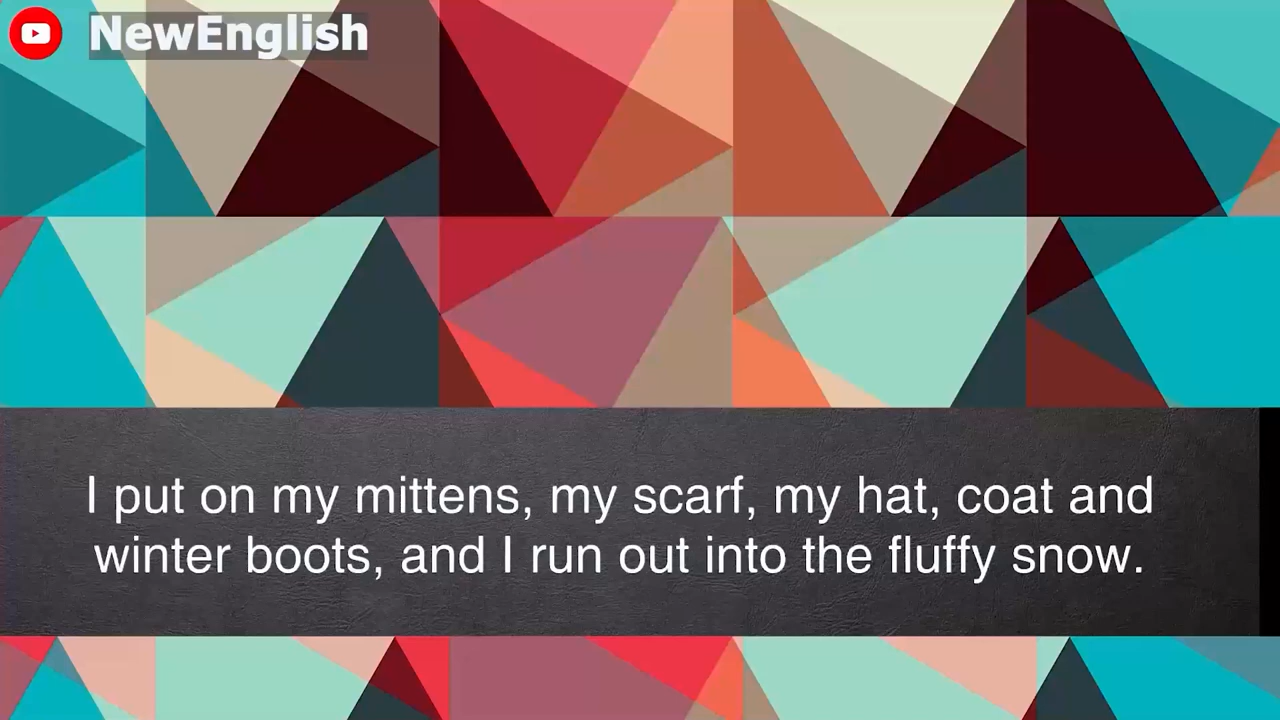 NewEnglish
I put on my mittens, my scarf, my hat, coat and
winter boots, and I run out into the fluffy snow.